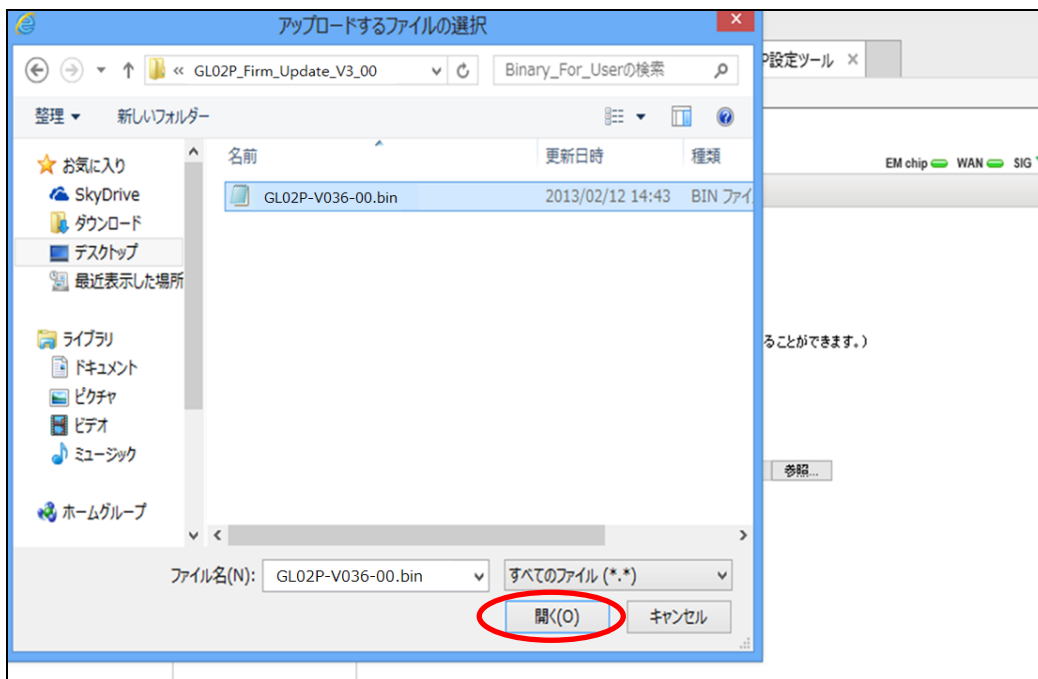 アップロードするファイルの選択
×
« GL02P_Firm_Update_V3_00
Binary_For_Userの検索
P設定ツール ×
整理 ▼ 新しいフォルダー
名前 更新日時 種類
GL02P-V036-00.bin 2013/02/12 14:43 BIN ファイ
お気に入り
SkyDrive
ダウンロード
デスクトップ
最近表示した場所
ライブラリ
ドキュメント
ピクチャ
ビデオ
ミュージック
ホームグループ
EM chip WAN SIG
ることができます。)
参照...
ファイル名(N): GL02P-V036-00.bin すべてのファイル (*.*)
開く(O) キャンセル